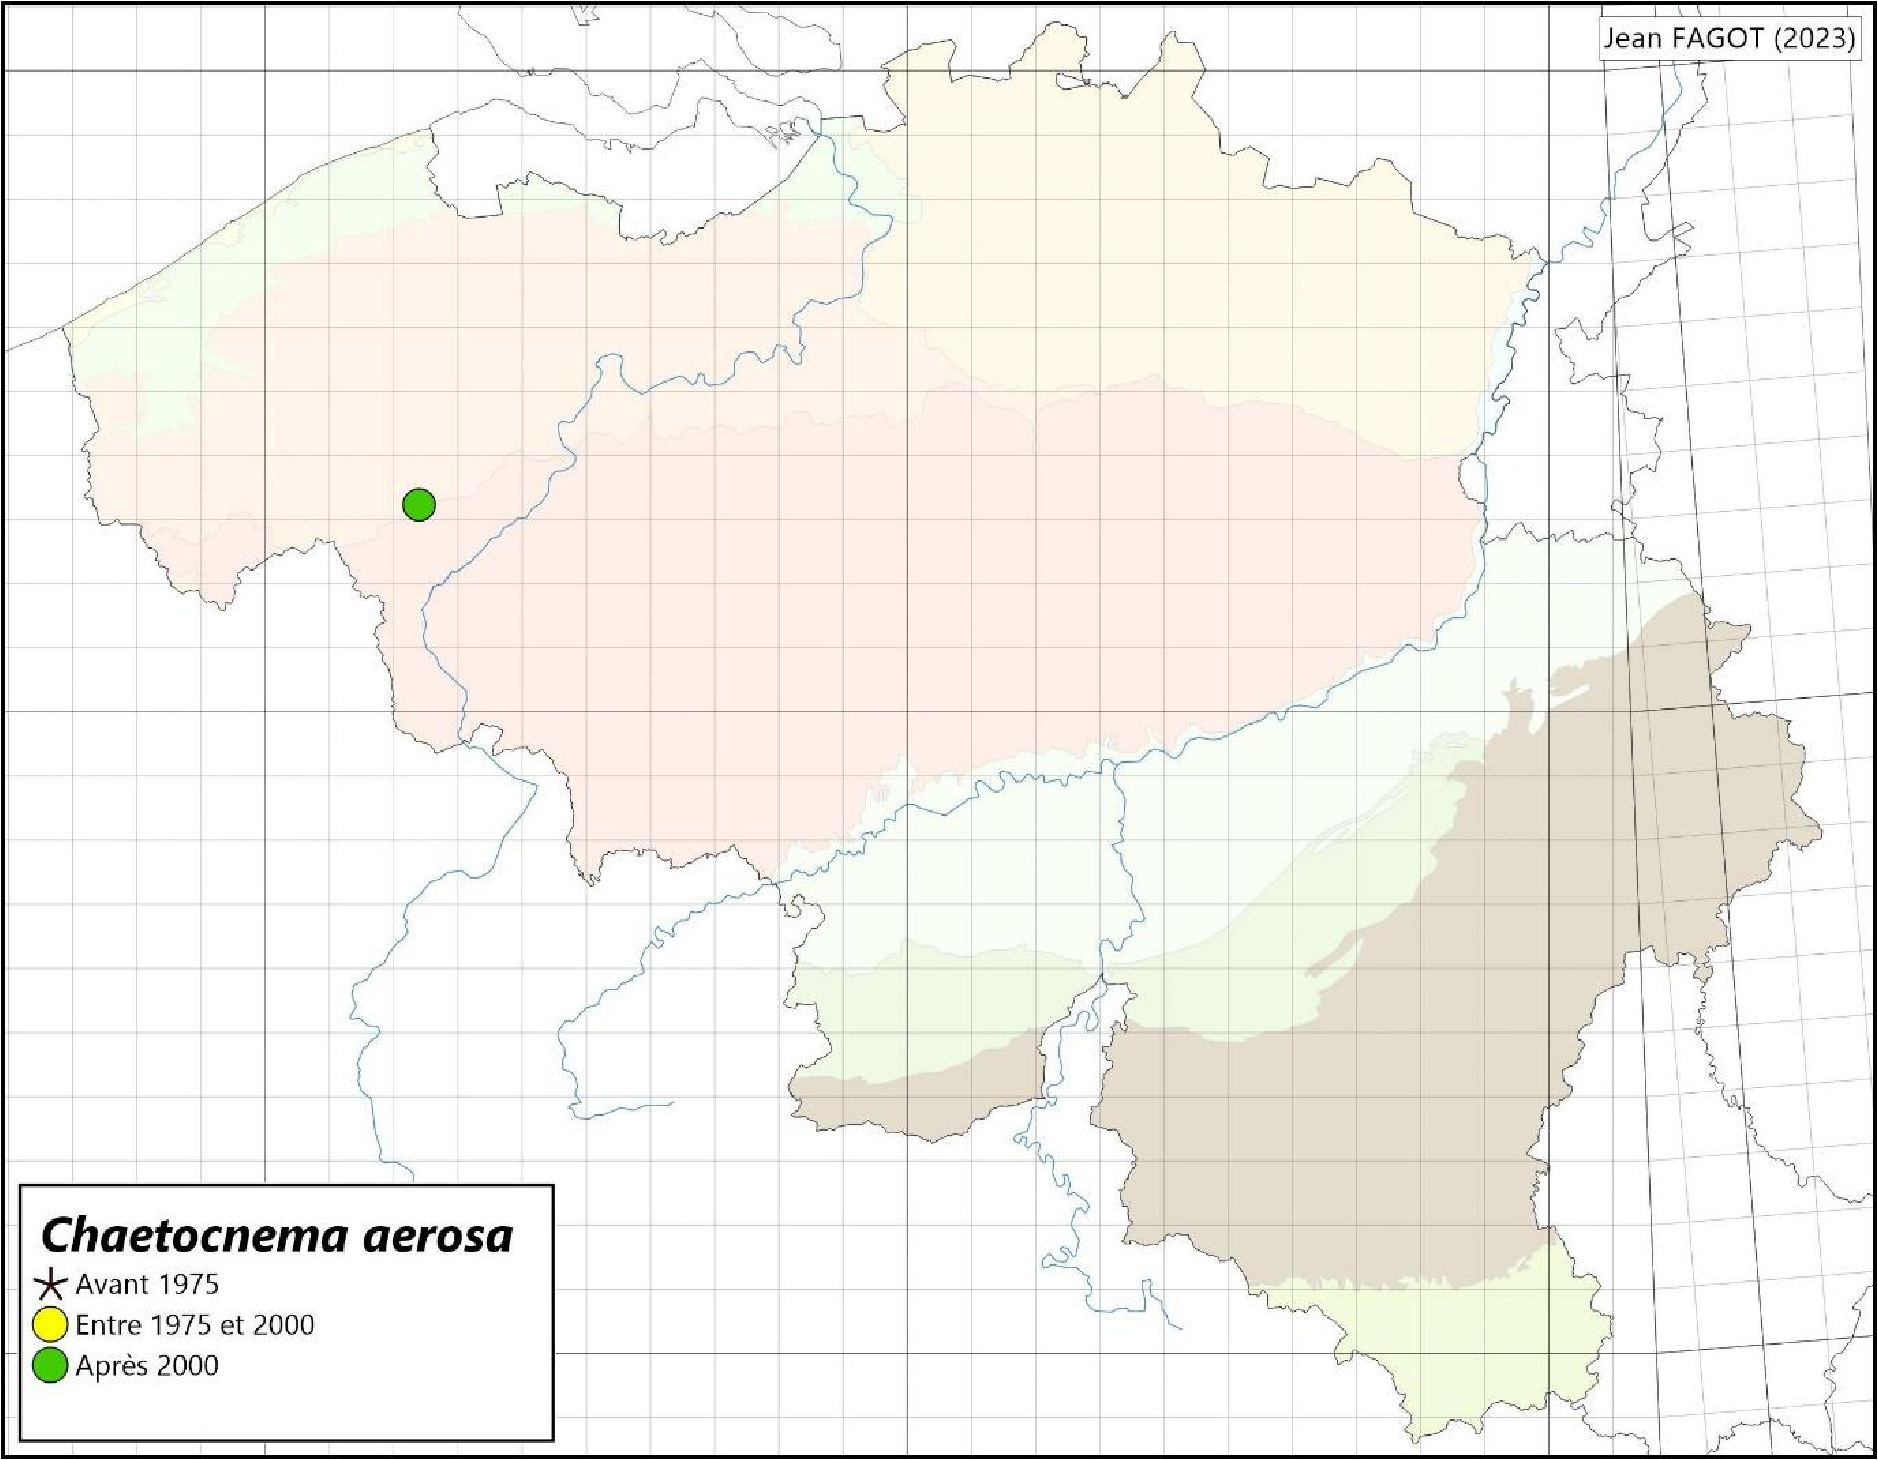 Jean FAGOT (2023)
Chaetocnema aerosa
Avant 1975
Entre 1975 et 2000
Après 2000